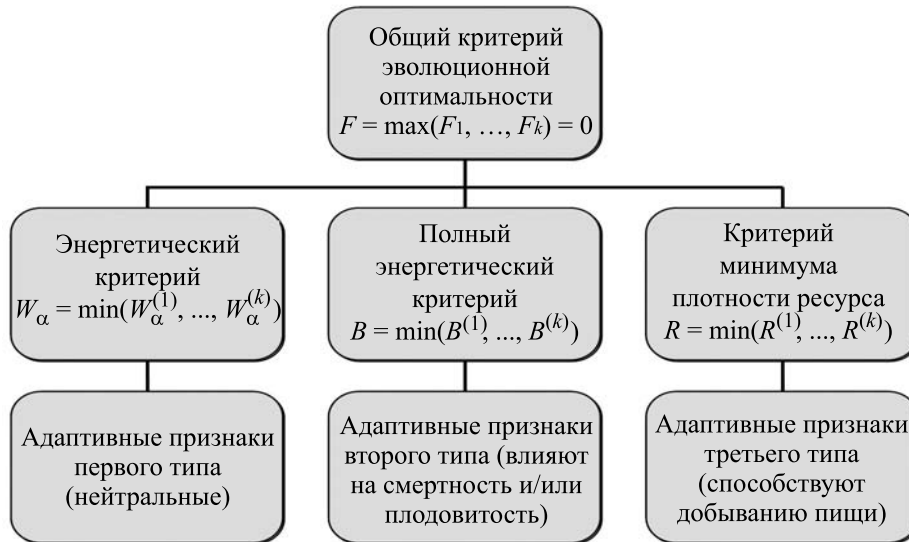 Общий критерий
эволюционной
оптимальности
F = max(F1, …, Fk) = 0
Энергетический
критерий
Wα = min(Wα(1), ..., Wα(k))
Полный
энергетический
критерий
B = min(B(1), ..., B(k))
Критерий
минимума
плотности ресурса
R = min(R(1), ..., R(k))
Адаптивные признаки
первого типа
(нейтральные)
Адаптивные признаки
второго типа (влияют
на смертность и/или
плодовитость)
Адаптивные признаки
третьего типа
(способствуют
добыванию пищи)